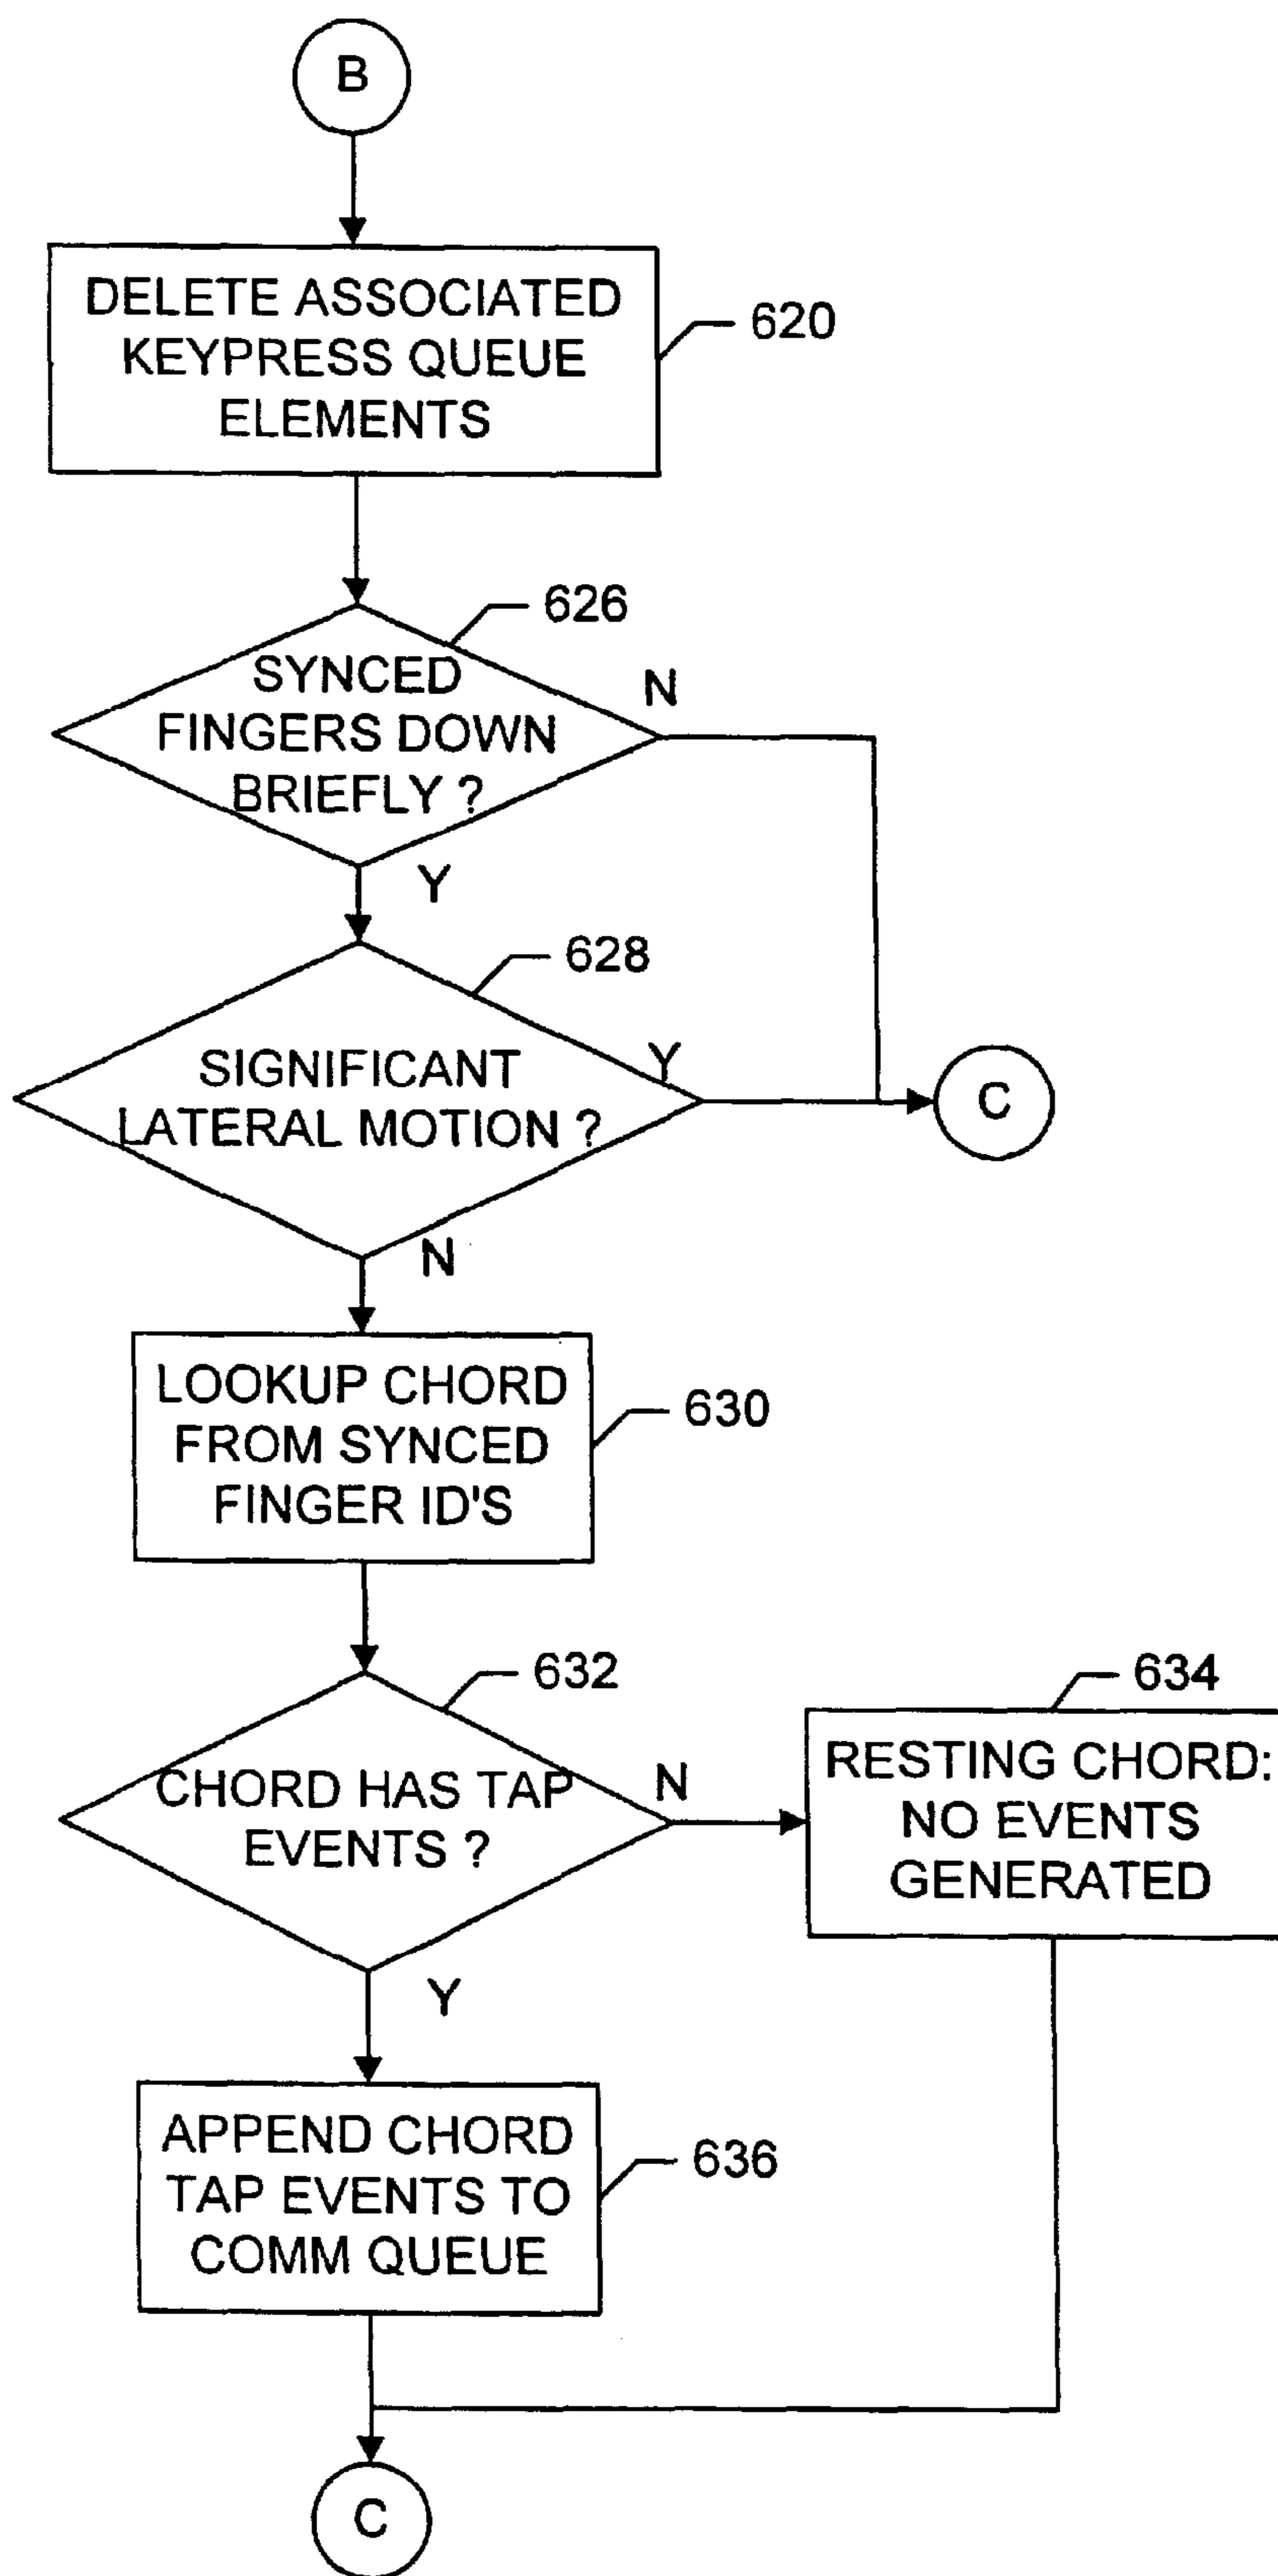 B
DELETE ASSOCIATED
KEYPRESS QUEUE
ELEMENTS
620
626
SYNCED
FINGERS DOWN
BRIEFLY ?
N
Y
628
SIGNIFICANT
LATERAL MOTION ?
Y
C
N
LOOKUP CHORD
FROM SYNCED
FINGER ID'S
630
632
CHORD HAS TAP
EVENTS ?
N
634
RESTING CHORD:
NO EVENTS
GENERATED
Y
APPEND CHORD
TAP EVENTS TO
COMM QUEUE
636
C